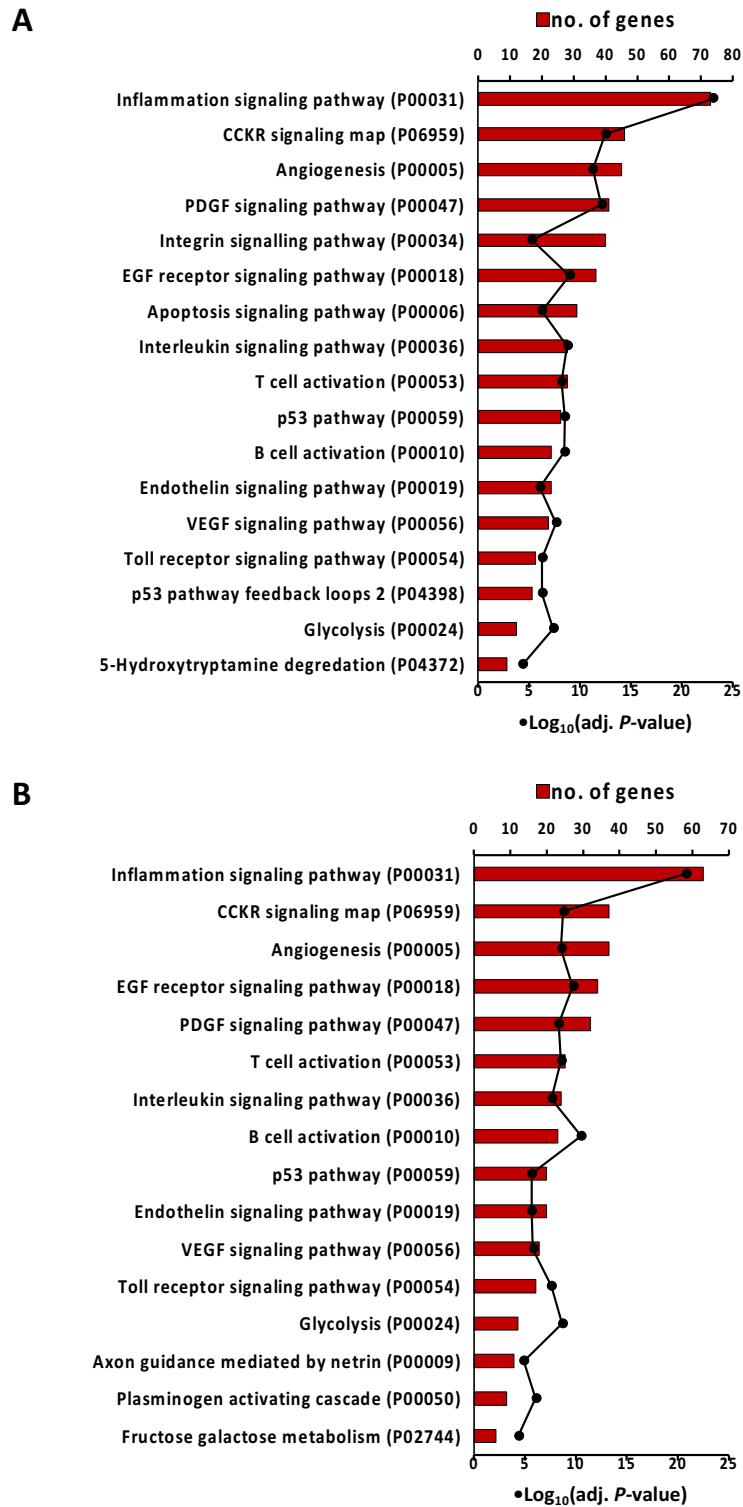 A
no. of genes
0 10 20 30 40 50 60 70 80
Inflammation signaling pathway (P00031)
CCKR signaling map (P06959)
Angiogenesis (P00005)
PDGF signaling pathway (P00047)
Integrin signalling pathway (P00034)
EGF receptor signaling pathway (P00018)
Apoptosis signaling pathway (P00006)
Interleukin signaling pathway (P00036)
T cell activation (P00053)
p53 pathway (P00059)
B cell activation (P00010)
Endothelin signaling pathway (P00019)
VEGF signaling pathway (P00056)
Toll receptor signaling pathway (P00054)
p53 pathway feedback loops 2 (P04398)
Glycolysis (P00024)
5-Hydroxytryptamine degredation (P04372)
0 5 10 15 20 25
•Log₁₀(adj. P-value)
B
no. of genes
0 10 20 30 40 50 60 70
Inflammation signaling pathway (P00031)
CCKR signaling map (P06959)
Angiogenesis (P00005)
EGF receptor signaling pathway (P00018)
PDGF signaling pathway (P00047)
T cell activation (P00053)
Interleukin signaling pathway (P00036)
B cell activation (P00010)
p53 pathway (P00059)
Endothelin signaling pathway (P00019)
VEGF signaling pathway (P00056)
Toll receptor signaling pathway (P00054)
Glycolysis (P00024)
Axon guidance mediated by netrin (P00009)
Plasminogen activating cascade (P00050)
Fructose galactose metabolism (P02744)
0 5 10 15 20 25
•Log₁₀(adj. P-value)